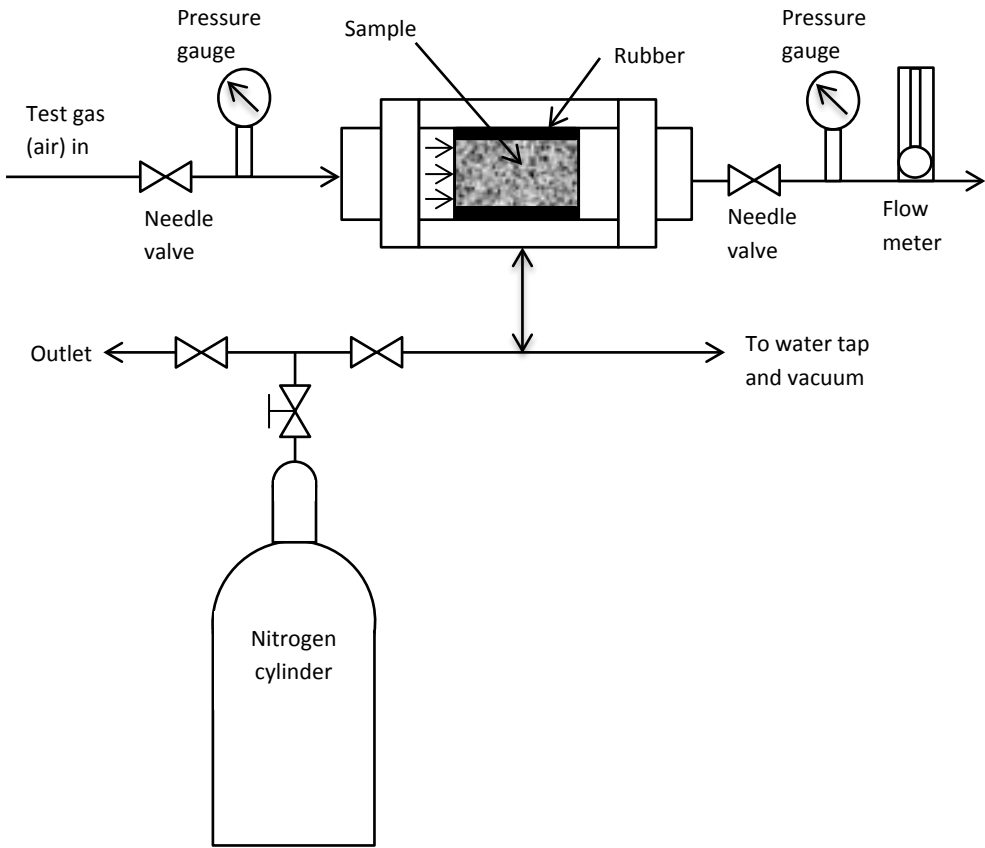 Pressure
gauge
Sample
Rubber
Pressure
gauge
Test gas
(air) in
Needle
valve
Needle
valve
Flow
meter
Outlet
To water tap
and vacuum
Nitrogen
cylinder